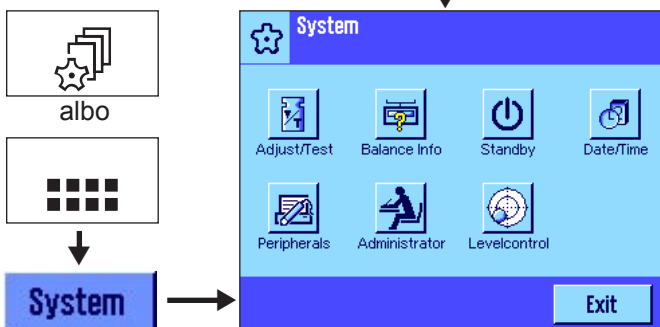 albo
System
System
Adjust/Test
Balance Info
Standby
Date/Time
Peripherals
Administrator
Levelcontrol
Exit